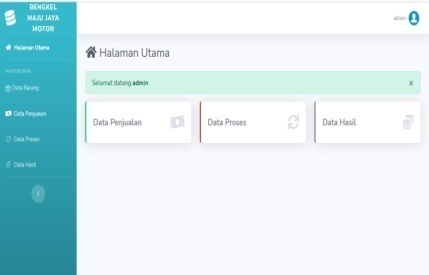 BENGKEL
MAJU JAYA
MOTOR
admin
Halaman Utama
Halaman Utama
Selamat datang admin
x
MASTER DATA
Data Barang
Data Penjualan
Data Proses
Data Hasil
Data Penjualan
Data Proses
Data Hasil